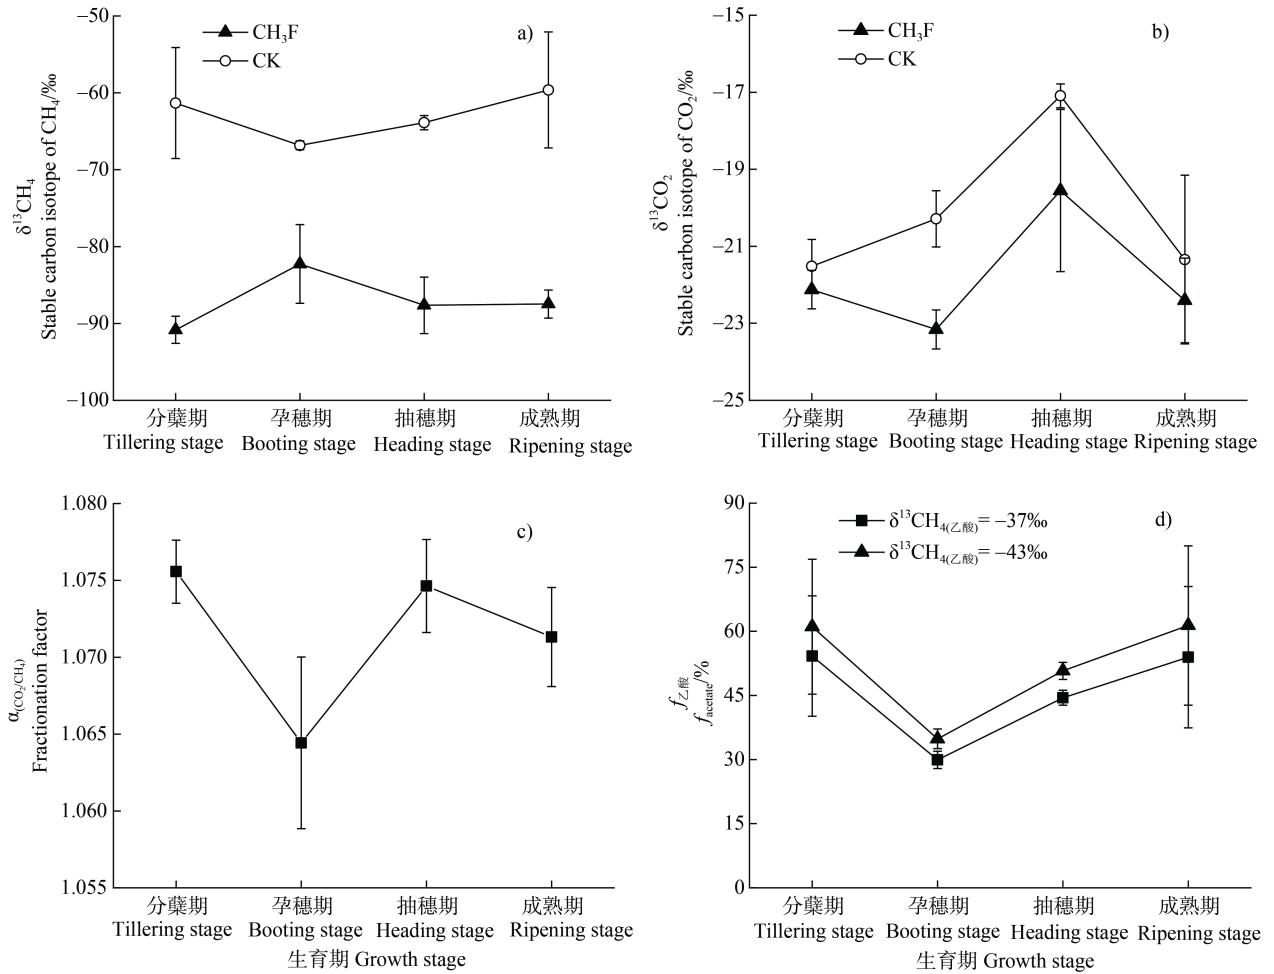 δ¹³CH₄
Stable carbon isotope of CH₄/‰
–50
–60
–70
–80
–90
–100
CH₃F
CK
a)
分蘖期
Tillering stage
孕穗期
Booting stage
抽穗期
Heading stage
成熟期
Ripening stage
δ¹³CO₂
Stable carbon isotope of CO₂/‰
–15
–17
–19
–21
–23
–25
CH₃F
CK
b)
分蘖期
Tillering stage
孕穗期
Booting stage
抽穗期
Heading stage
成熟期
Ripening stage
α(CO₂/CH₄)
Fractionation factor
1.080
1.075
1.070
1.065
1.060
1.055
c)
分蘖期
Tillering stage
孕穗期
Booting stage
抽穗期
Heading stage
成熟期
Ripening stage
生育期 Growth stage
f乙酸
facetate/%
90
75
60
45
30
15
0
δ¹³CH₄(乙酸)= –37‰
δ¹³CH₄(乙酸)= –43‰
d)
分蘖期
Tillering stage
孕穗期
Booting stage
抽穗期
Heading stage
成熟期
Ripening stage
生育期 Growth stage